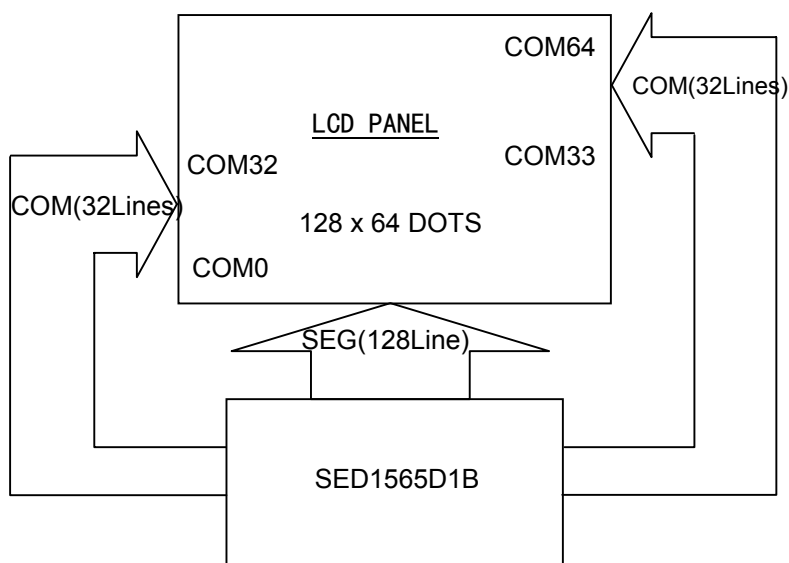 COM64
COM(32Lines)
LCD PANEL
COM32
COM33
COM(32Lines)
128 x 64 DOTS
COM0
SEG(128Line)
SED1565D1B